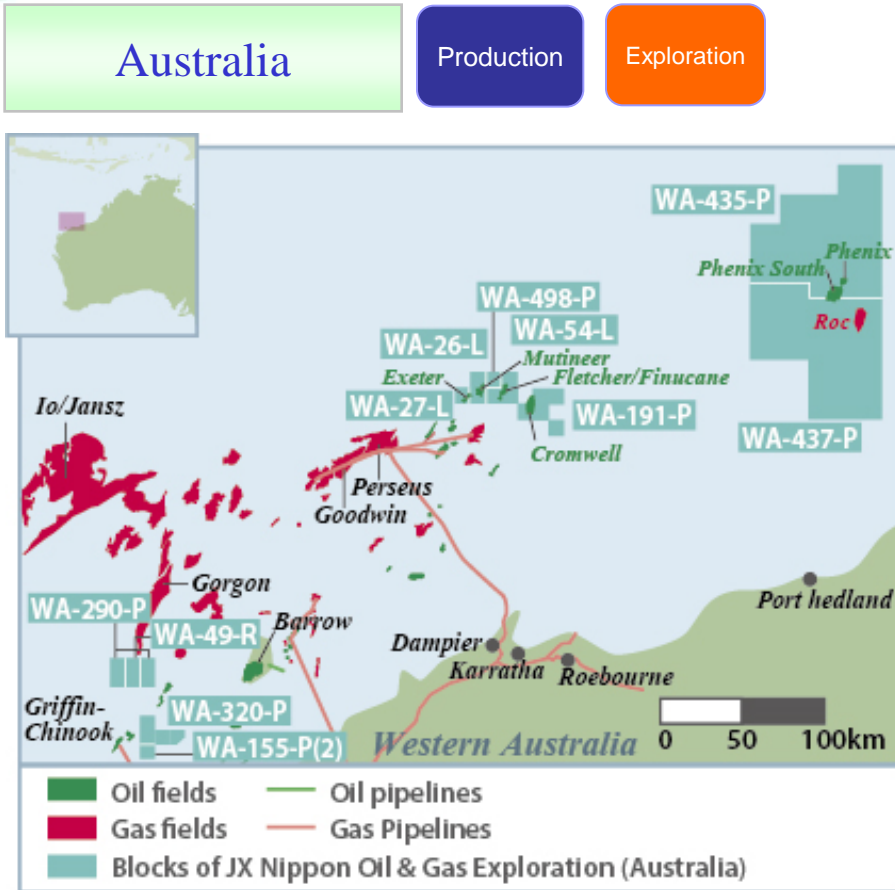 Australia
Production
Exploration
WA-435-P
Phenix
Phenix South
Roc
WA-437-P
WA-498-P
WA-54-L
WA-26-L
Mutineer
Exeter
Fletcher/Finucane
WA-27-L
WA-191-P
Cromwell
Io/Jansz
Perseus
Goodwin
Gorgon
WA-290-P
WA-49-R
Barrow
Port hedland
Dampier
Karratha
Roebourne
Griffin-
Chinook
WA-320-P
WA-155-P(2)
Western Australia
0 50 100km
Oil fields
Oil pipelines
Gas fields
Gas Pipelines
Blocks of JX Nippon Oil & Gas Exploration (Australia)